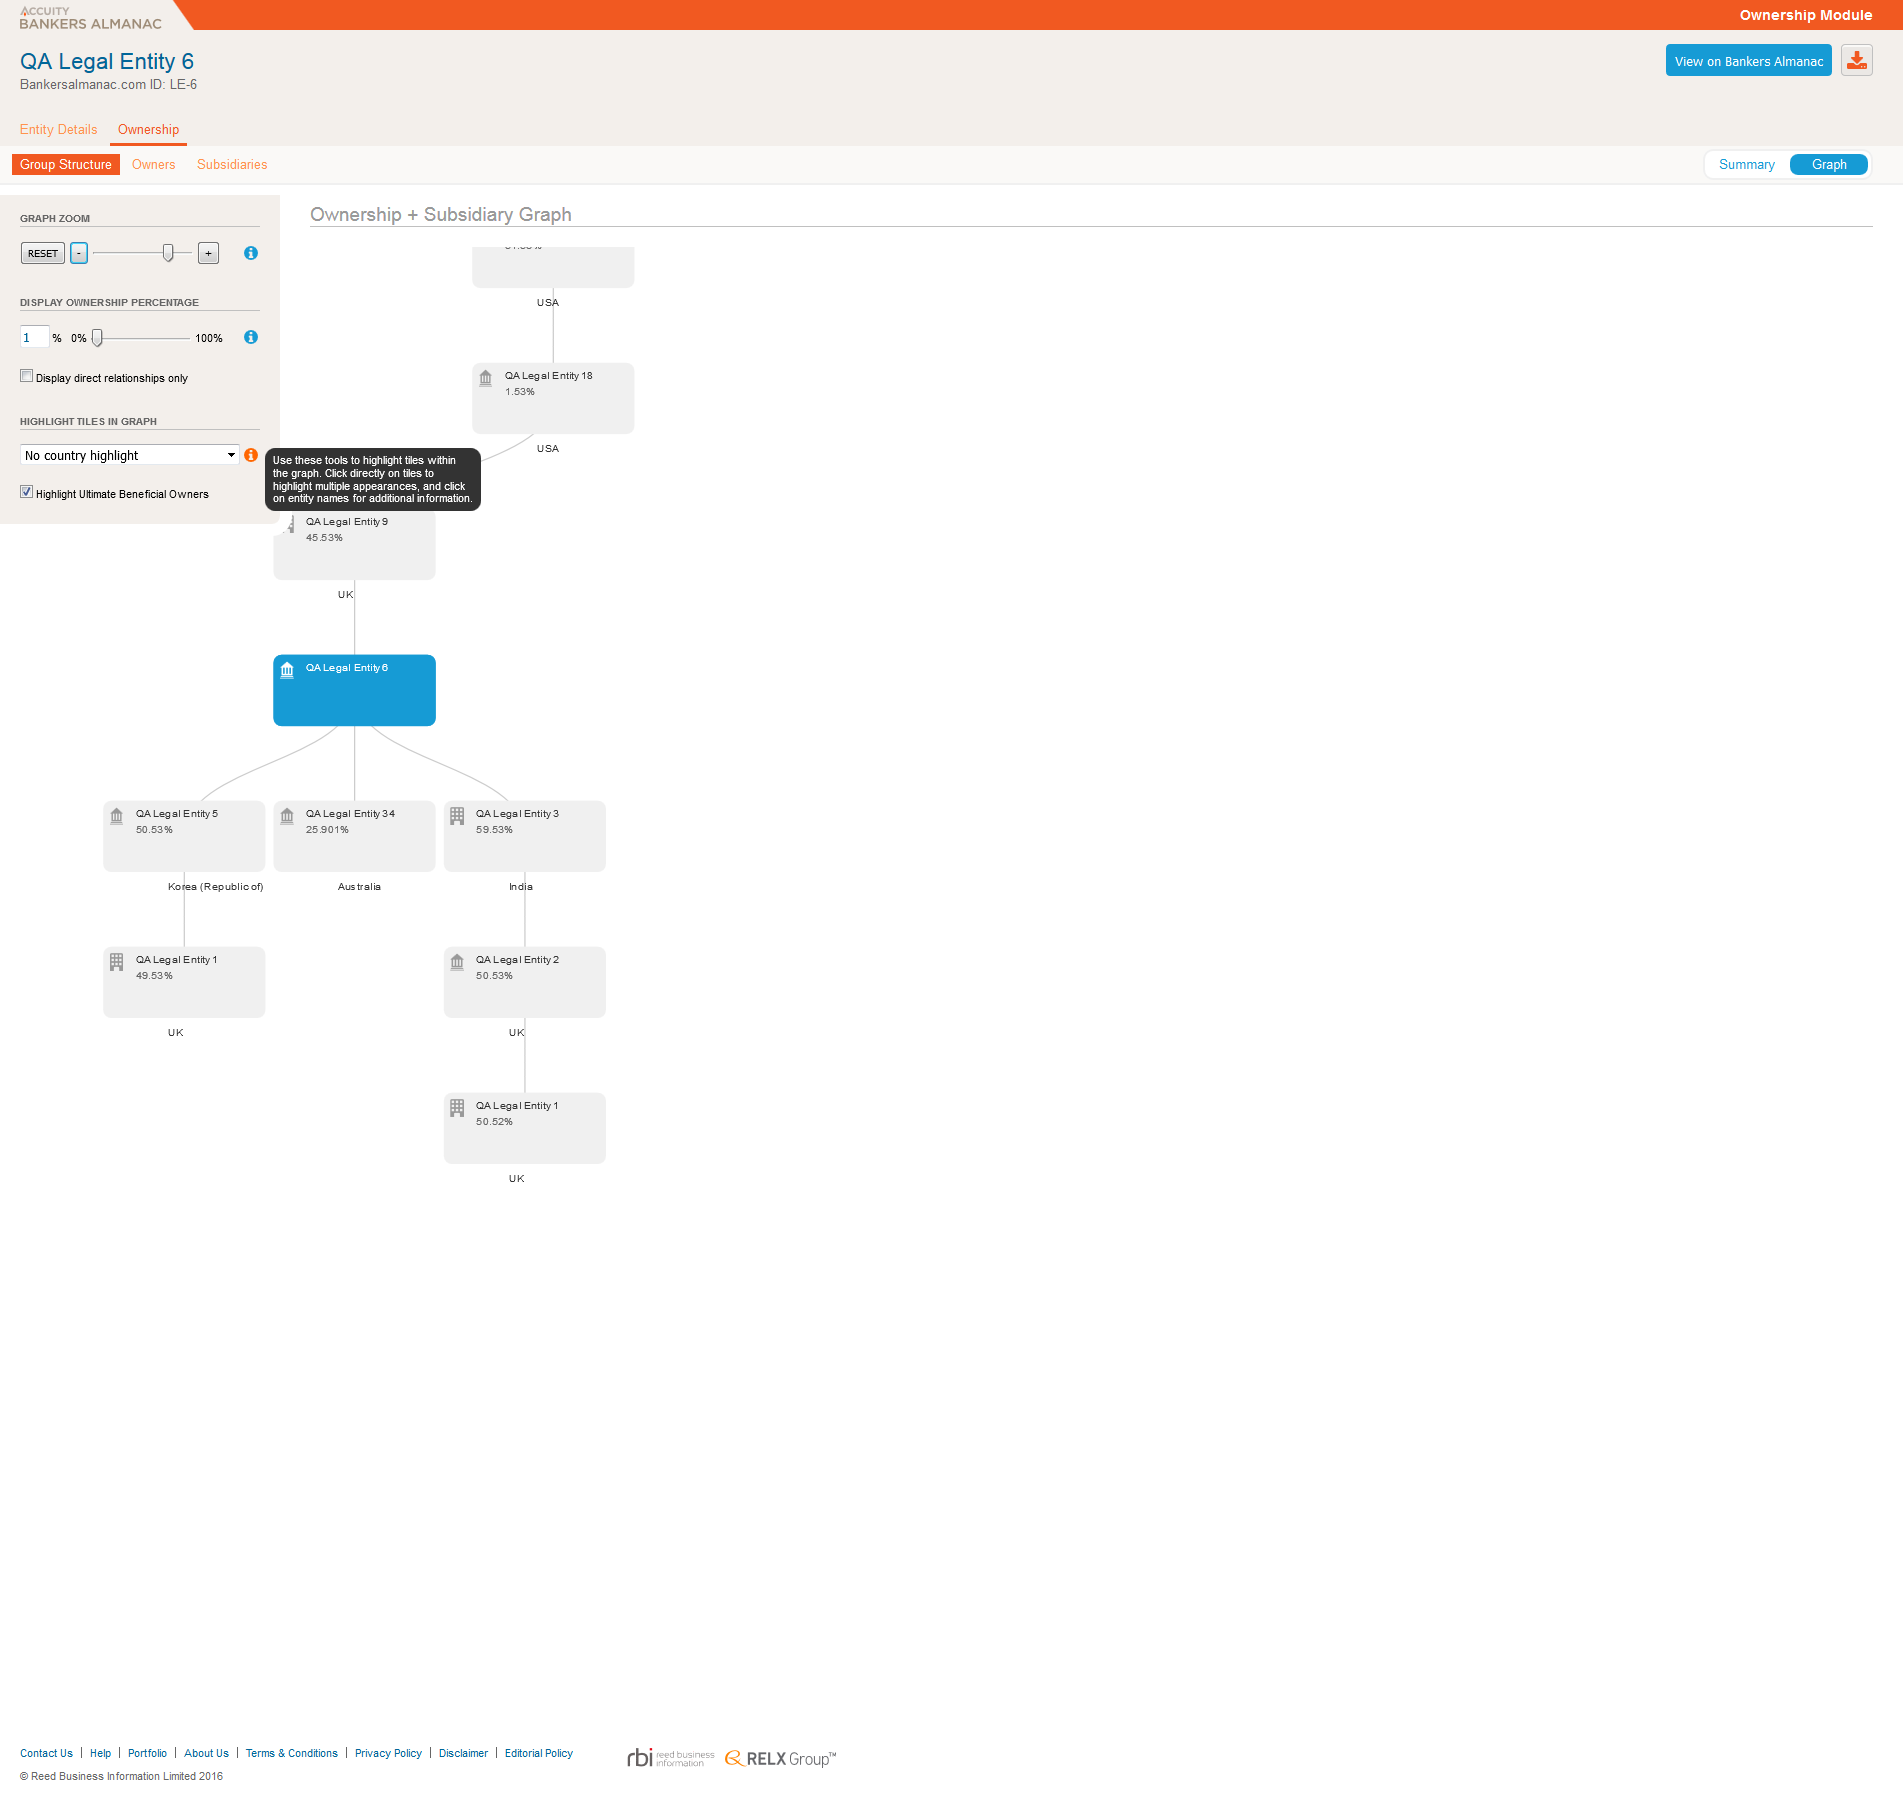 ACCUITY
BANKERS ALMANAC
Ownership Module
QA Legal Entity 6
Bankersalmanac.com ID: LE-6
View on Bankers Almanac
Entity Details
Ownership
Group Structure
Owners
Subsidiaries
Summary
Graph
GRAPH ZOOM
RESET
-
+
DISPLAY OWNERSHIP PERCENTAGE
1
%
0%
100%
Display direct relationships only
HIGHLIGHT TILES IN GRAPH
No country highlight
Highlight Ultimate Beneficial Owners
Use these tools to highlight tiles within
the graph. Click directly on tiles to
highlight multiple appearances, and click
on entity names for additional information.
Ownership + Subsidiary Graph
USA
QA Legal Entity 18
1.53%
USA
QA Legal Entity 9
45.53%
UK
QA Legal Entity 6
QA Legal Entity 5
50.53%
Korea (Republic of)
QA Legal Entity 34
25.901%
Australia
QA Legal Entity 3
59.53%
India
QA Legal Entity 1
49.53%
UK
QA Legal Entity 2
50.53%
UK
QA Legal Entity 1
50.52%
UK
Contact Us | Help | Portfolio | About Us | Terms & Conditions | Privacy Policy | Disclaimer | Editorial Policy
© Reed Business Information Limited 2016
rbi reed business
information
RELX Group™